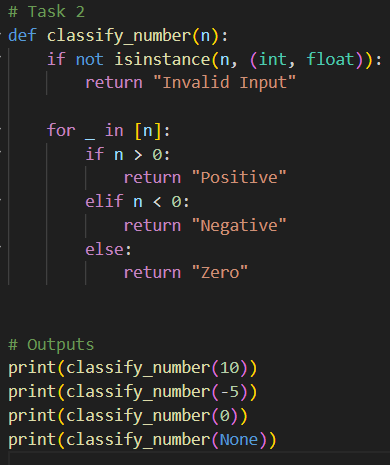 # Task 2
def classify_number(n):
    if not isinstance(n, (int, float)):
        return "Invalid Input"

    for _ in [n]:
        if n > 0:
            return "Positive"
        elif n < 0:
            return "Negative"
        else:
            return "Zero"


# Outputs
print(classify_number(10))
print(classify_number(-5))
print(classify_number(0))
print(classify_number(None))